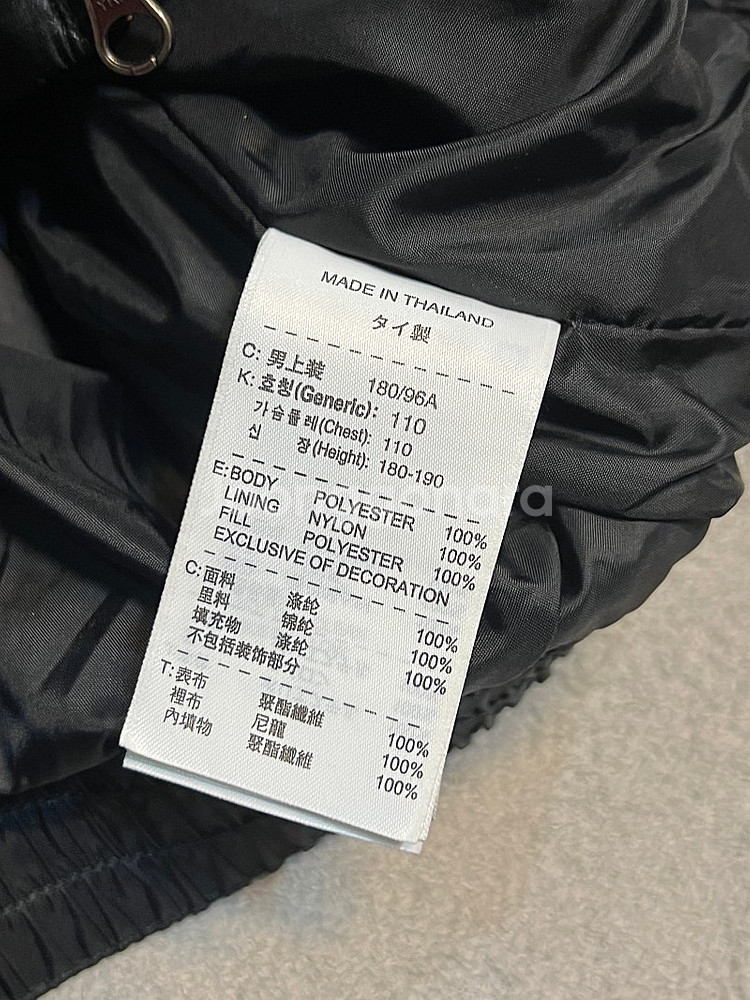 MADE IN THAILAND
タイ製
C: 男上装 180/96A
K: 호칭(Generic): 110
가슴둘레(Chest): 110
신 장(Height): 180-190
E: BODY POLYESTER 100%
LINING NYLON 100%
FILL POLYESTER 100%
EXCLUSIVE OF DECORATION
C: 面料 涤纶 100%
里料 锦纶 100%
填充物 涤纶 100%
不包括装饰部分
T: 表布 聚酯纖維 100%
裡布 尼龍 100%
內填物 聚酯纖維 100%